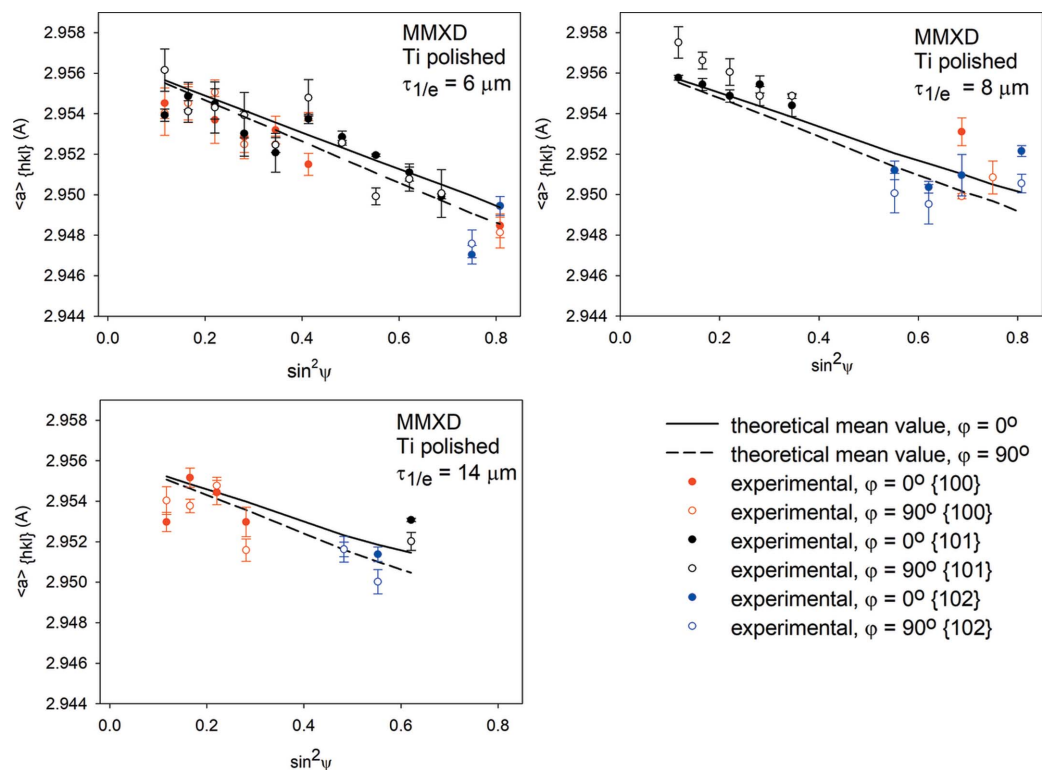 2.958
2.956
2.954
2.952
2.950
2.948
2.946
2.944
<a> {hkl} (A)
MMXD
Ti polished
τ1/e = 6 μm
0.0 0.2 0.4 0.6 0.8
sin²ψ
2.958
2.956
2.954
2.952
2.950
2.948
2.946
2.944
<a> {hkl} (A)
MMXD
Ti polished
τ1/e = 8 μm
0.0 0.2 0.4 0.6 0.8
sin²ψ
2.958
2.956
2.954
2.952
2.950
2.948
2.946
2.944
<a> {hkl} (A)
MMXD
Ti polished
τ1/e = 14 μm
0.0 0.2 0.4 0.6 0.8
sin²ψ
theoretical mean value, φ = 0º
theoretical mean value, φ = 90º
experimental, φ = 0º {100}
experimental, φ = 90º {100}
experimental, φ = 0º {101}
experimental, φ = 90º {101}
experimental, φ = 0º {102}
experimental, φ = 90º {102}